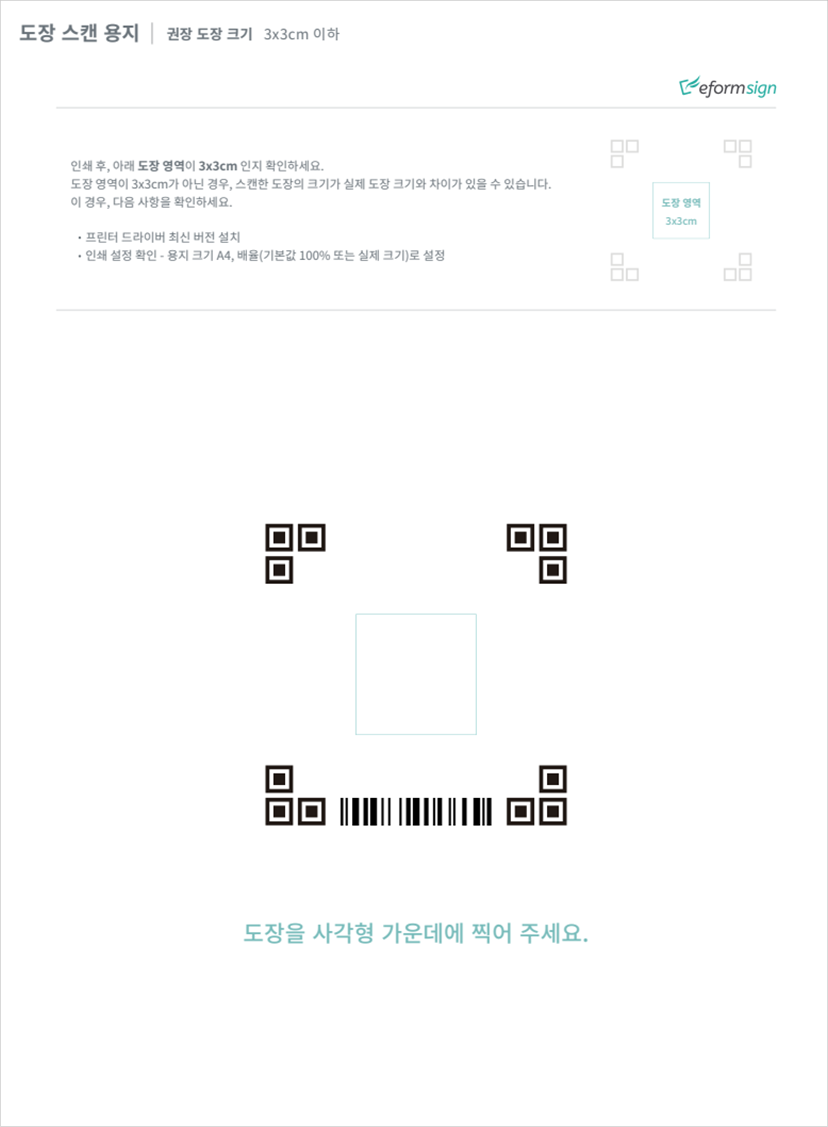 도장 스캔 용지 | 권장 도장 크기 3x3cm 이하
eformsign
인쇄 후, 아래 도장 영역이 3x3cm 인지 확인하세요.
도장 영역이 3x3cm가 아닌 경우, 스캔한 도장의 크기가 실제 도장 크기와 차이가 있을 수 있습니다.
이 경우, 다음 사항을 확인하세요.
• 프린터 드라이버 최신 버전 설치
• 인쇄 설정 확인 - 용지 크기 A4, 배율(기본값 100% 또는 실제 크기)로 설정
도장 영역
3x3cm
도장을 사각형 가운데에 찍어 주세요.